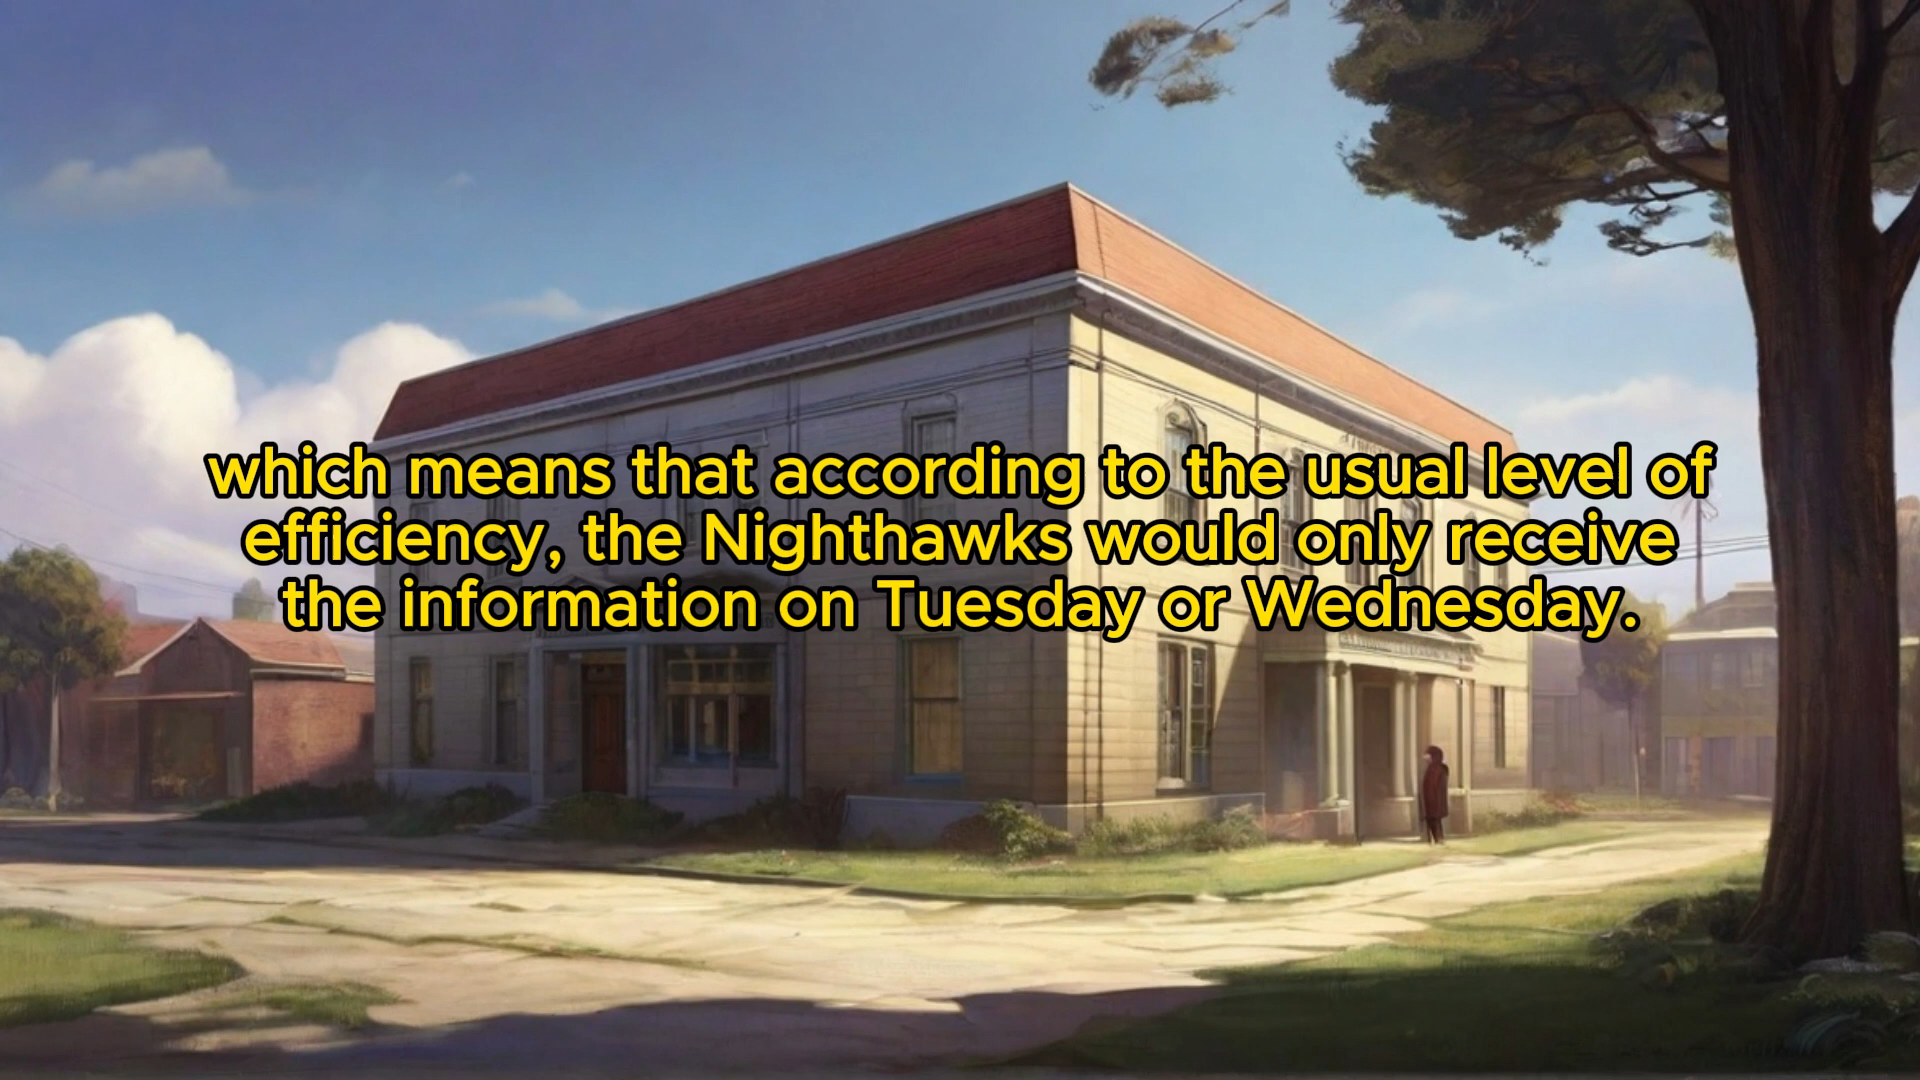 which means that according to the usual level of
efficiency, the Nighthawks would only receive
the information on Tuesday or Wednesday.